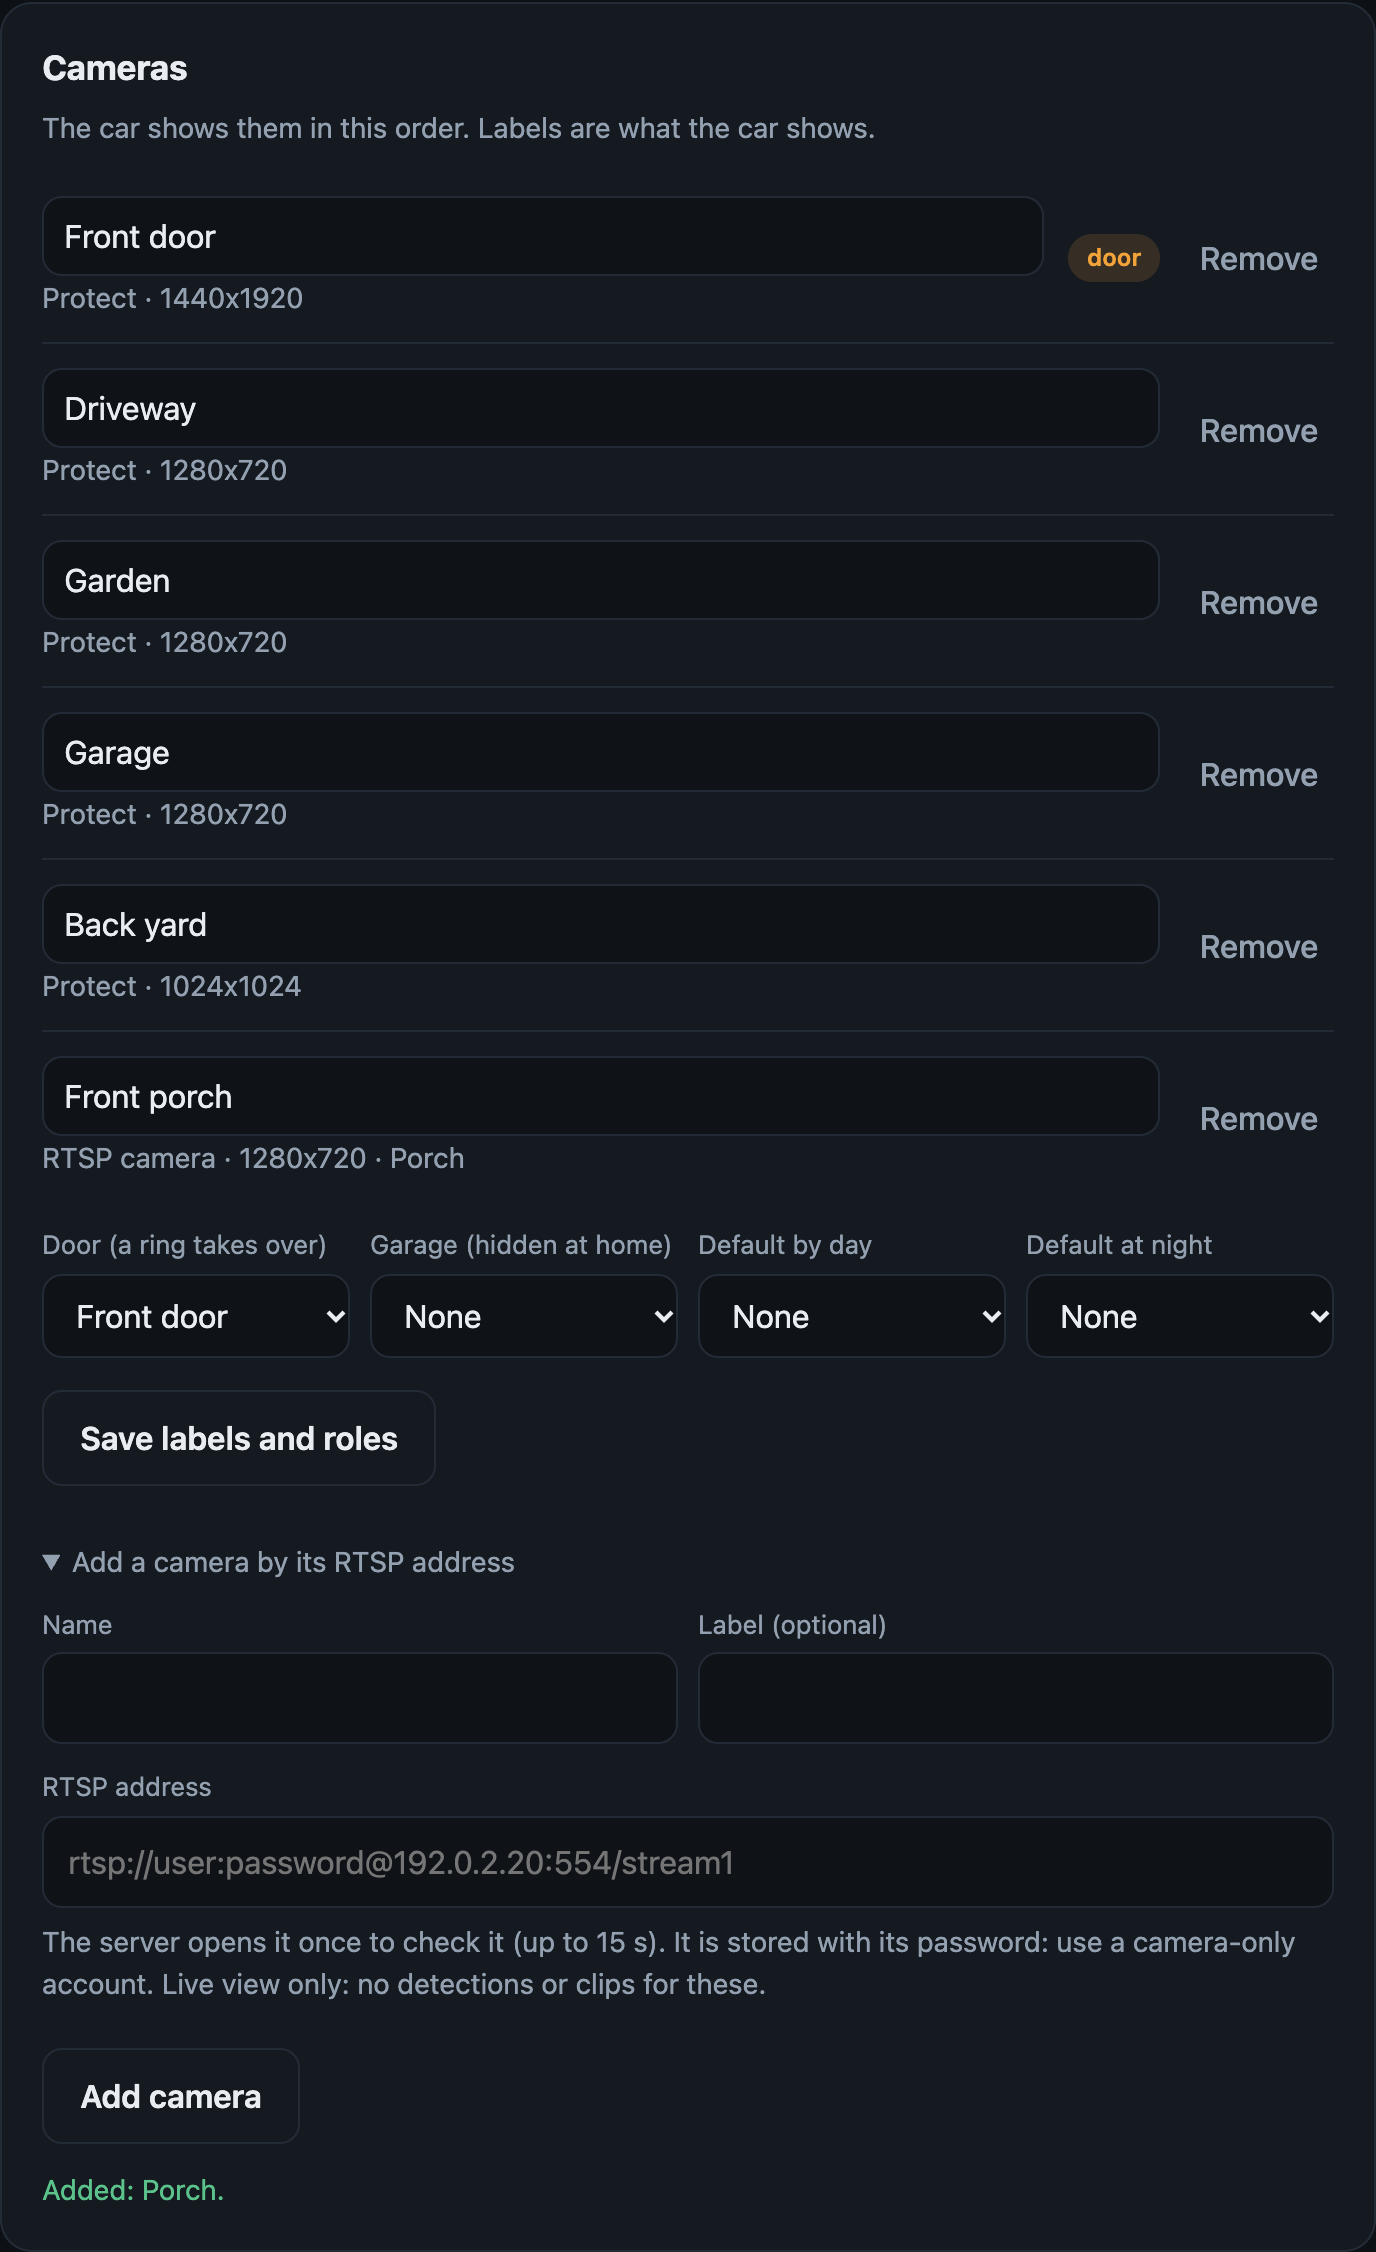 Cameras
The car shows them in this order. Labels are what the car shows.
Front door
door
Remove
Protect · 1440x1920
Driveway
Remove
Protect · 1280x720
Garden
Remove
Protect · 1280x720
Garage
Remove
Protect · 1280x720
Back yard
Remove
Protect · 1024x1024
Front porch
Remove
RTSP camera · 1280x720 · Porch
Door (a ring takes over)
Garage (hidden at home)
Default by day
Default at night
Front door
None
None
None
Save labels and roles
▼ Add a camera by its RTSP address
Name
Label (optional)
RTSP address
rtsp://user:password@192.0.2.20:554/stream1
The server opens it once to check it (up to 15 s). It is stored with its password: use a camera-only
account. Live view only: no detections or clips for these.
Add camera
Added: Porch.